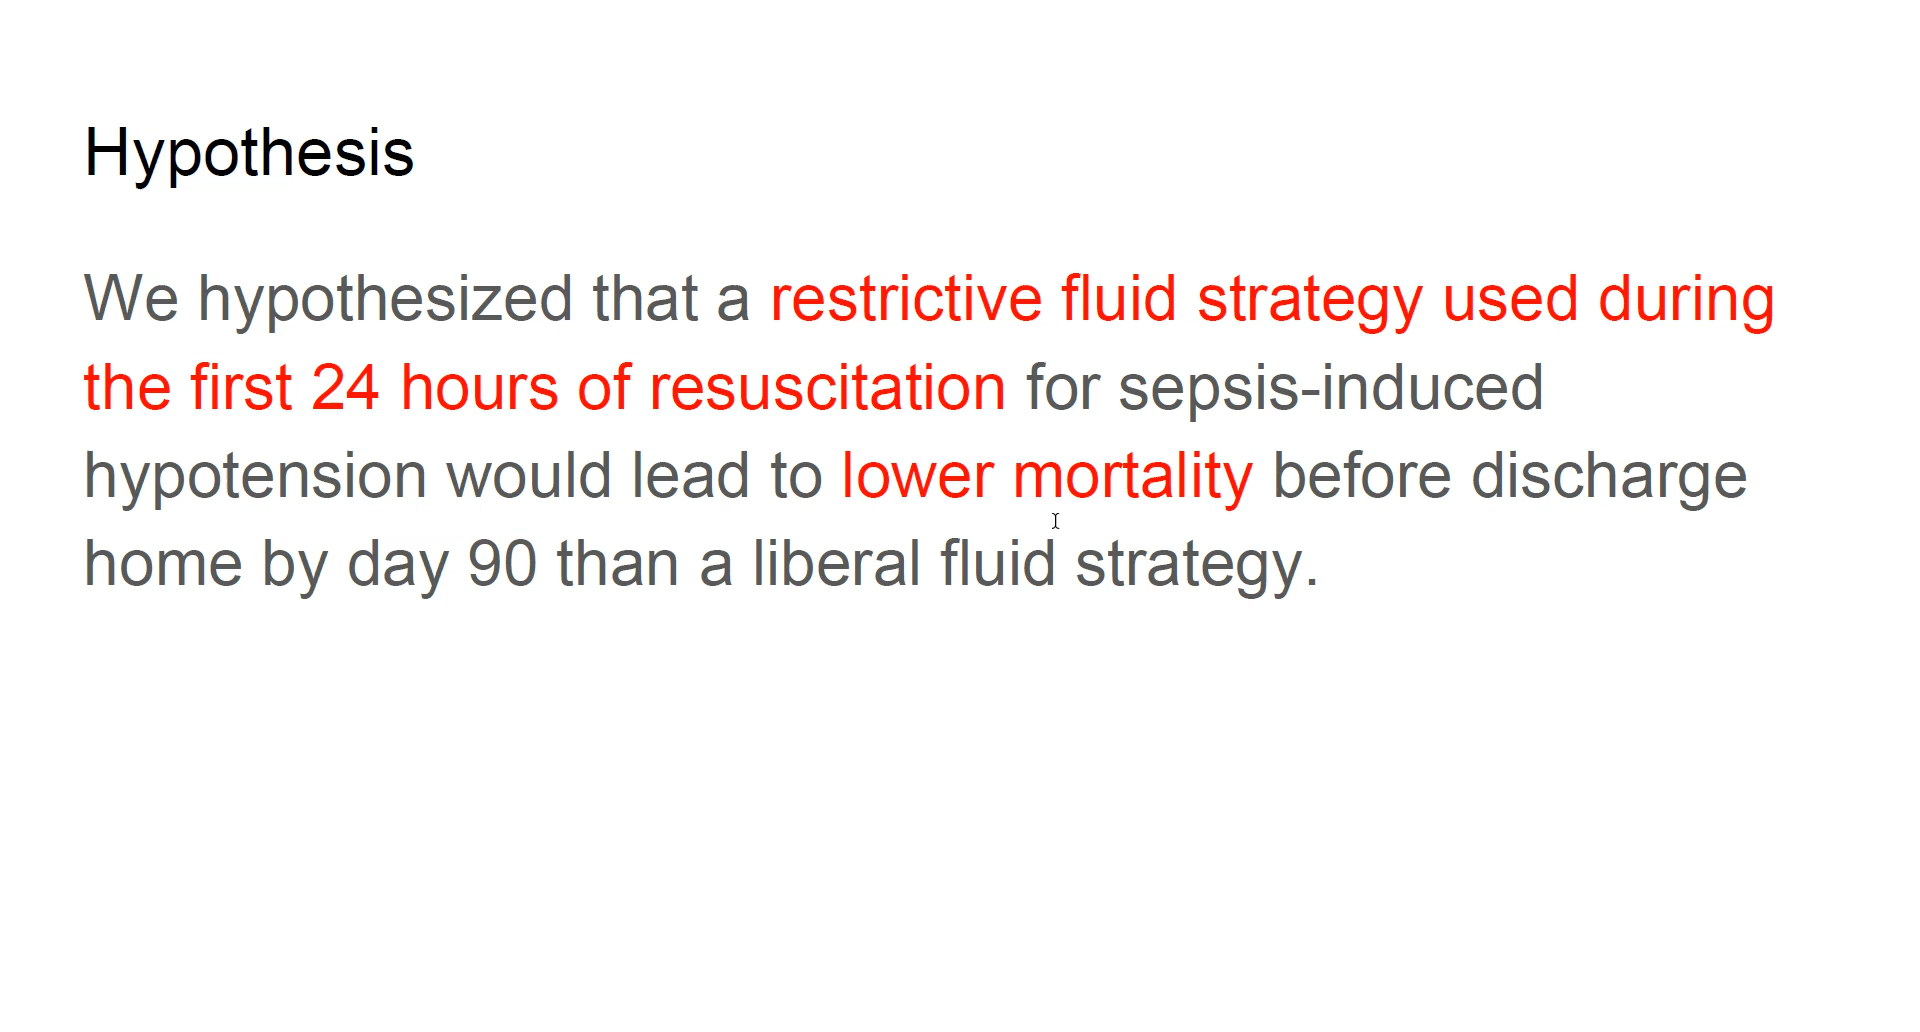 Hypothesis
We hypothesized that a restrictive fluid strategy used during
the first 24 hours of resuscitation for sepsis-induced
hypotension would lead to lower mortality before discharge
home by day 90 than a liberal fluid strategy.